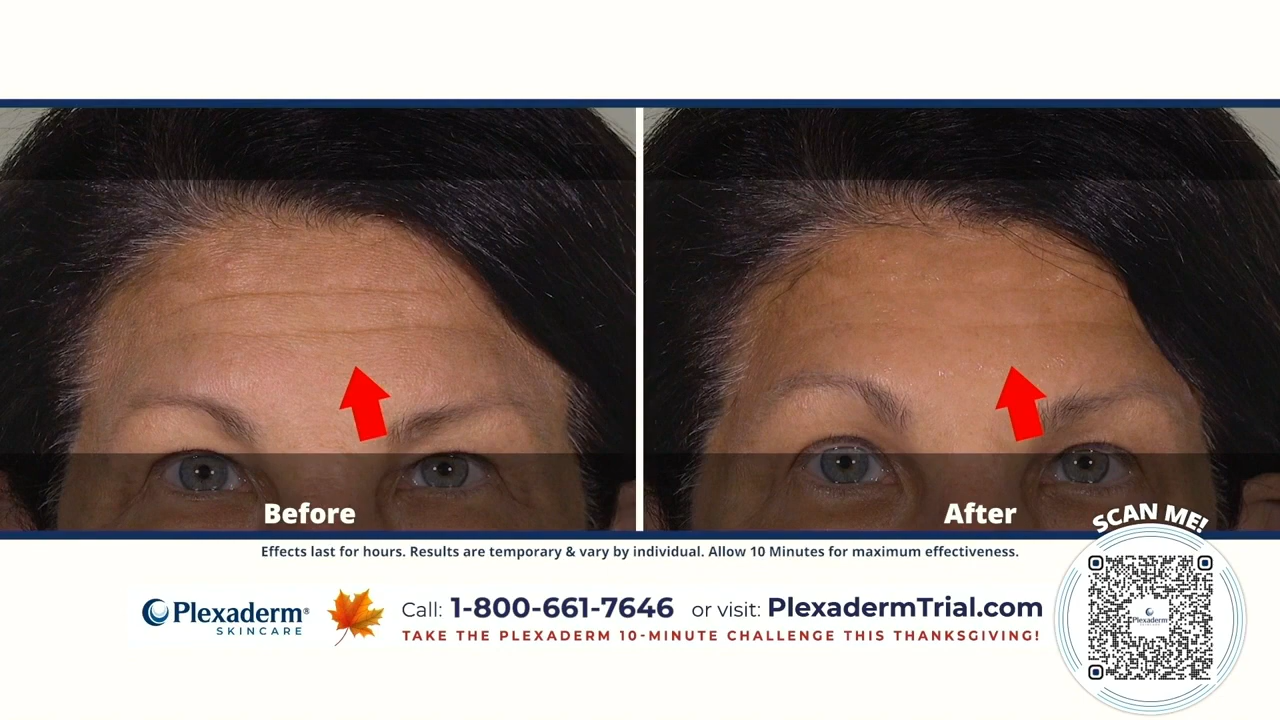 Before
After
SCAN ME!
Effects last for hours. Results are temporary & vary by individual. Allow 10 Minutes for maximum effectiveness.
Plexaderm®
SKINCARE
Call: 1-800-661-7646 or visit: PlexadermTrial.com
TAKE THE PLEXADERM 10-MINUTE CHALLENGE THIS THANKSGIVING!
Plexaderm